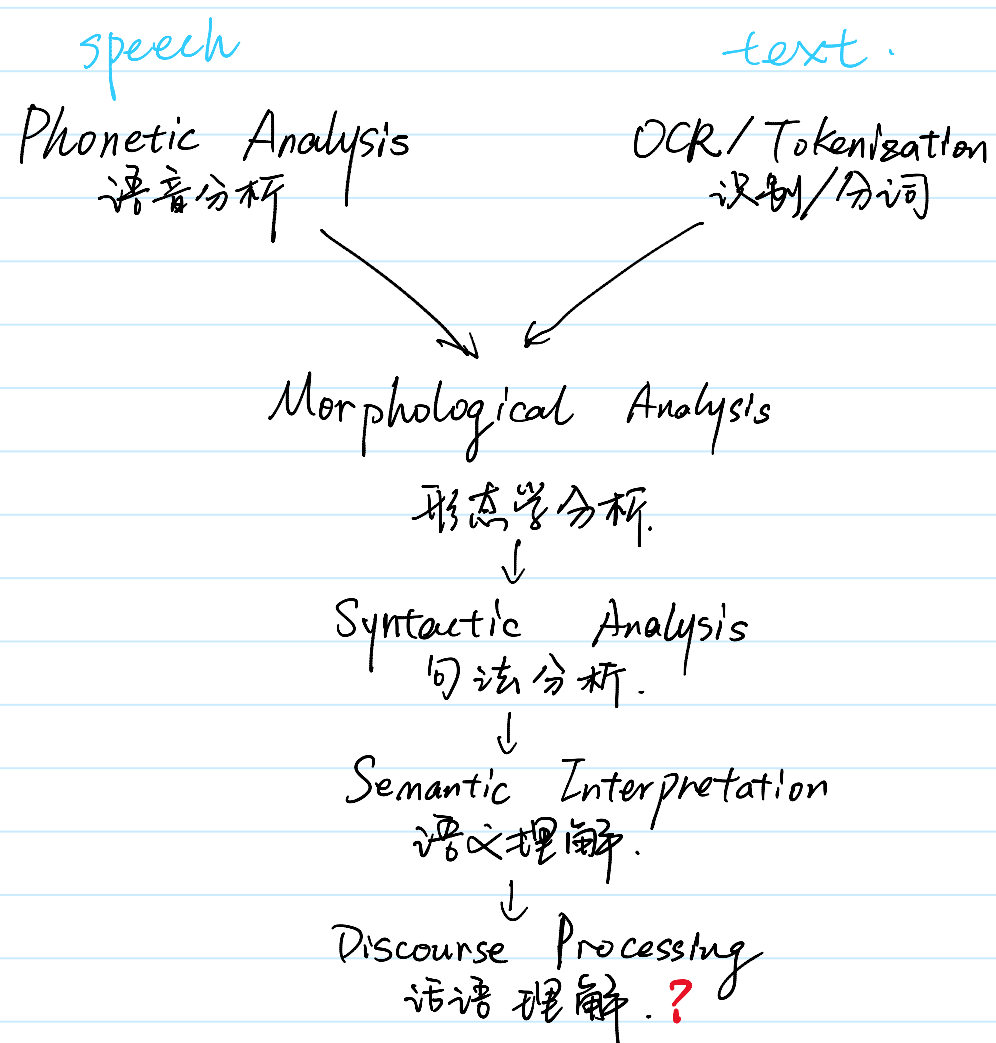 speech
text.
Phonetic Analysis
语音分析
OCR/Tokenization
识别/分词
Morphological Analysis
形态学分析.
Syntactic Analysis
句法分析.
Semantic Interpretation
语义理解.
Discourse Processing
话语理解.?